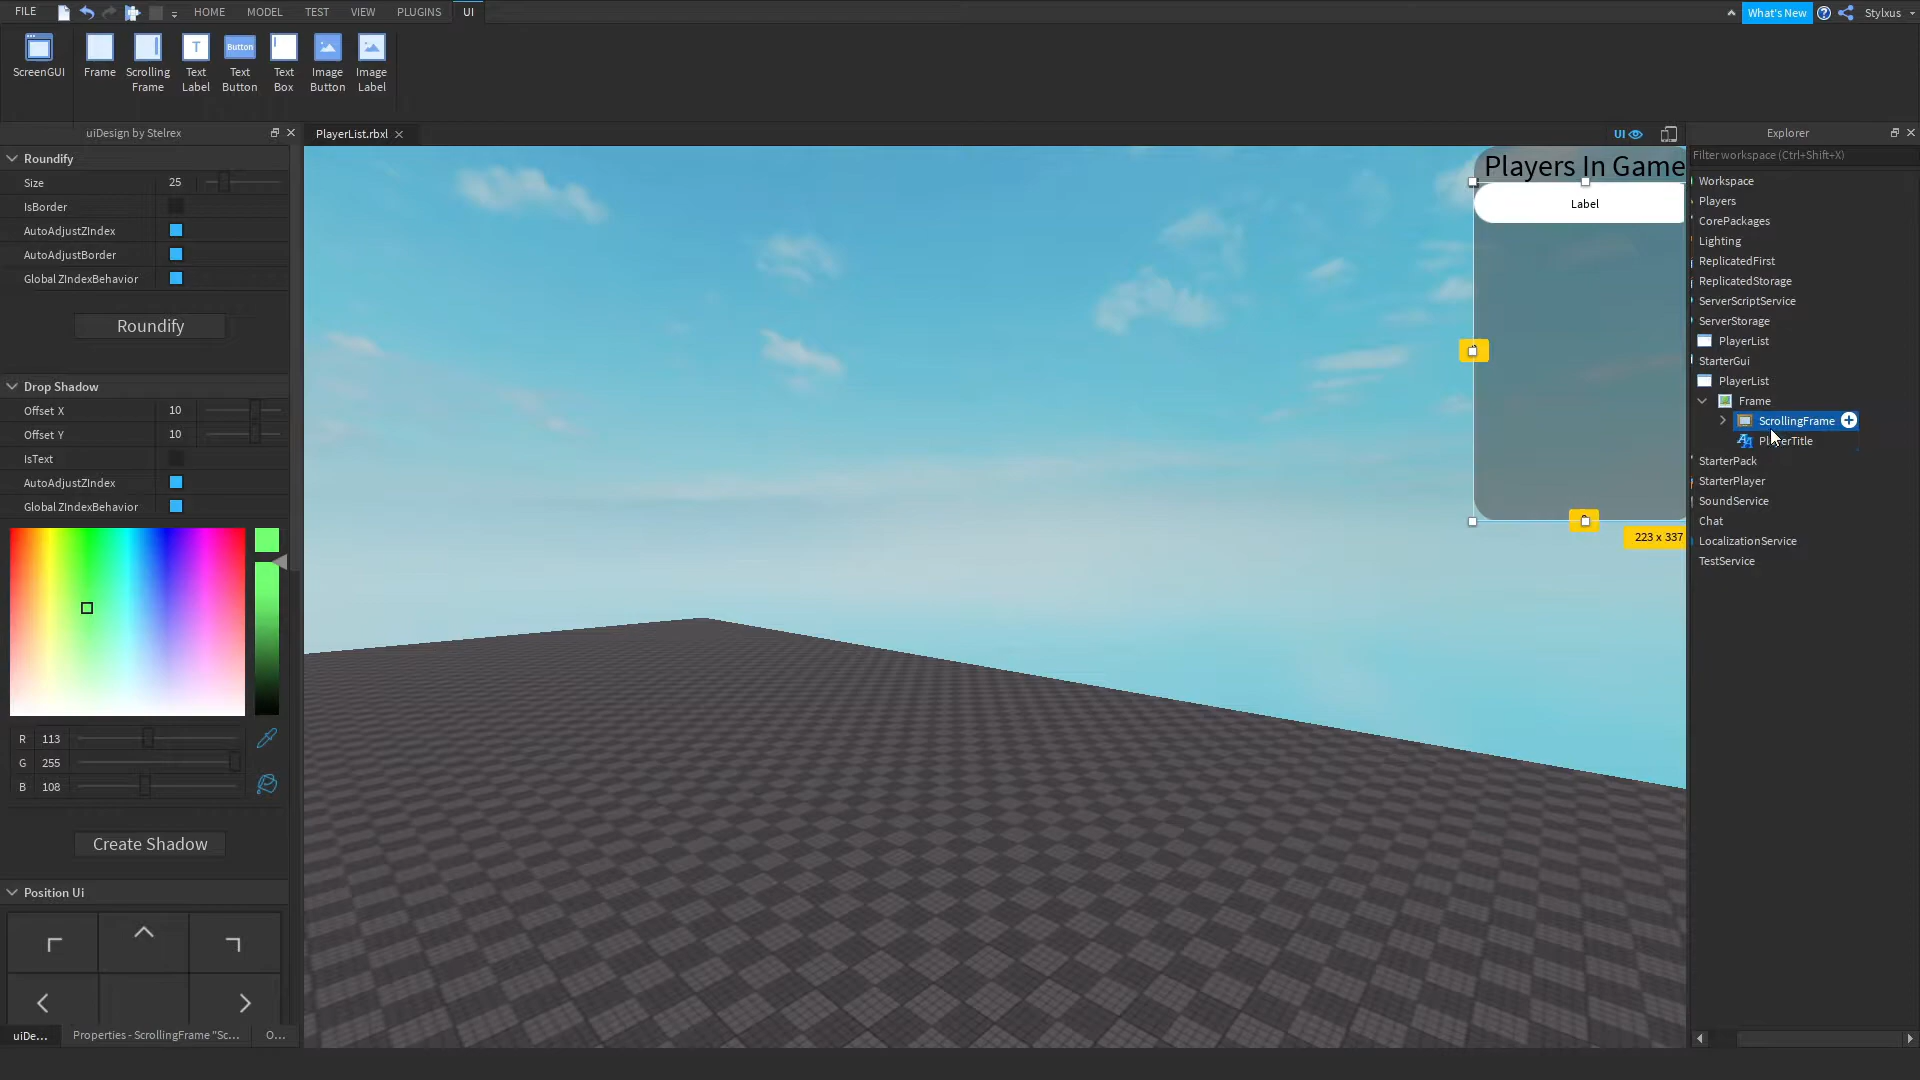 FILE HOME MODEL TEST VIEW PLUGINS UI What's New ? Stylxus
ScreenGUI Frame Scrolling Frame Text Label Button Text Button Text Box Image Button Image Label
uiDesign by Stelrex
Roundify
Size 25
IsBorder
AutoAdjustZIndex
AutoAdjustBorder
Global ZIndexBehavior
Roundify
Drop Shadow
Offset X 10
Offset Y 10
IsText
AutoAdjustZIndex
Global ZIndexBehavior
R 113
G 255
B 108
Create Shadow
Position Ui
uiDe... Properties - ScrollingFrame "Sc... O...
PlayerList.rbxl UI
Players In Game
Label
223 x 337
Explorer
Filter workspace (Ctrl+Shift+X)
Workspace
Players
CorePackages
Lighting
ReplicatedFirst
ReplicatedStorage
ServerScriptService
ServerStorage
PlayerList
StarterGui
PlayerList
Frame
ScrollingFrame
PlayerTitle
StarterPack
StarterPlayer
SoundService
Chat
LocalizationService
TestService